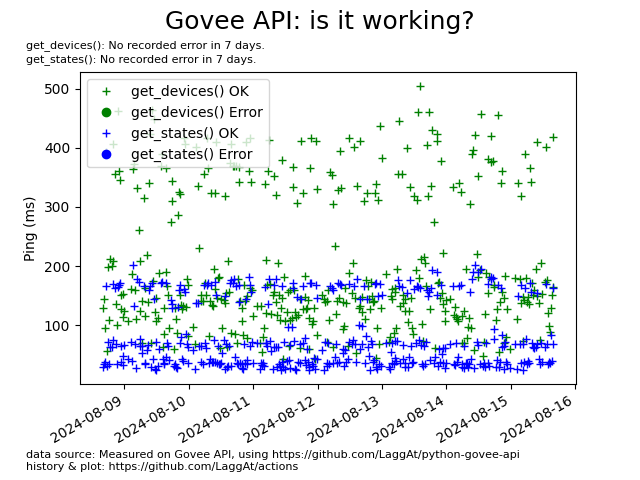 Govee API: is it working?
get_devices(): No recorded error in 7 days.
get_states(): No recorded error in 7 days.
get_devices() OK
get_devices() Error
get_states() OK
get_states() Error
Ping (ms)
500
400
300
200
100
2024-08-09
2024-08-10
2024-08-11
2024-08-12
2024-08-13
2024-08-14
2024-08-15
2024-08-16
data source: Measured on Govee API, using https://github.com/LaggAt/python-govee-api
history & plot: https://github.com/LaggAt/actions